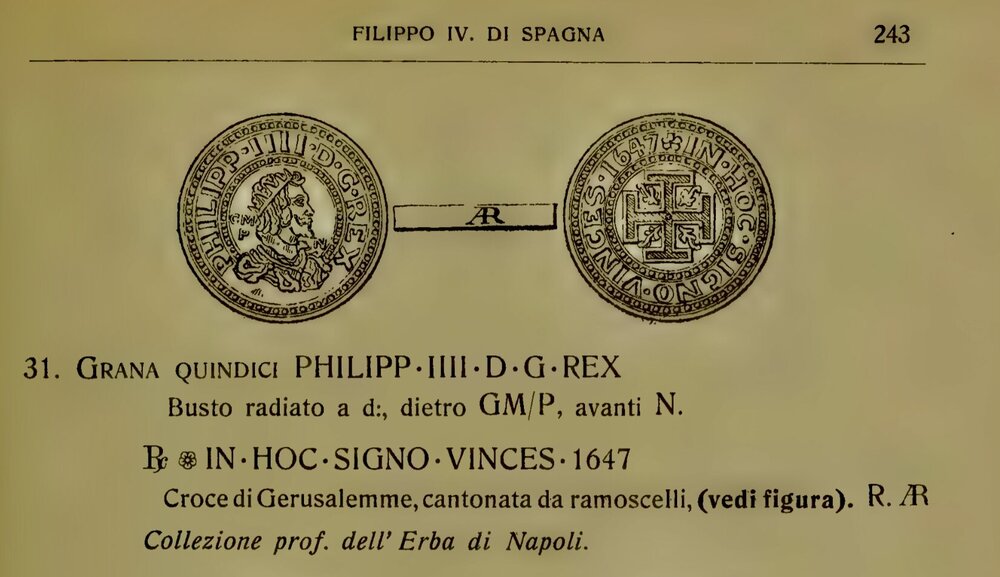 FILIPPO IV. DI SPAGNA 243
PHILIPP·IIII·D·G·REX
GM
P
N
ÆR
IN·HOC·SIGNO·VINCES·1647
31. GRANA QUINDICI PHILIPP·IIII·D·G·REX
Busto radiato a d:, dietro GM/P, avanti N.
℞ ❀ IN·HOC·SIGNO·VINCES·1647
Croce di Gerusalemme, cantonata da ramoscelli, (vedi figura). R. ÆR
Collezione prof. dell' Erba di Napoli.